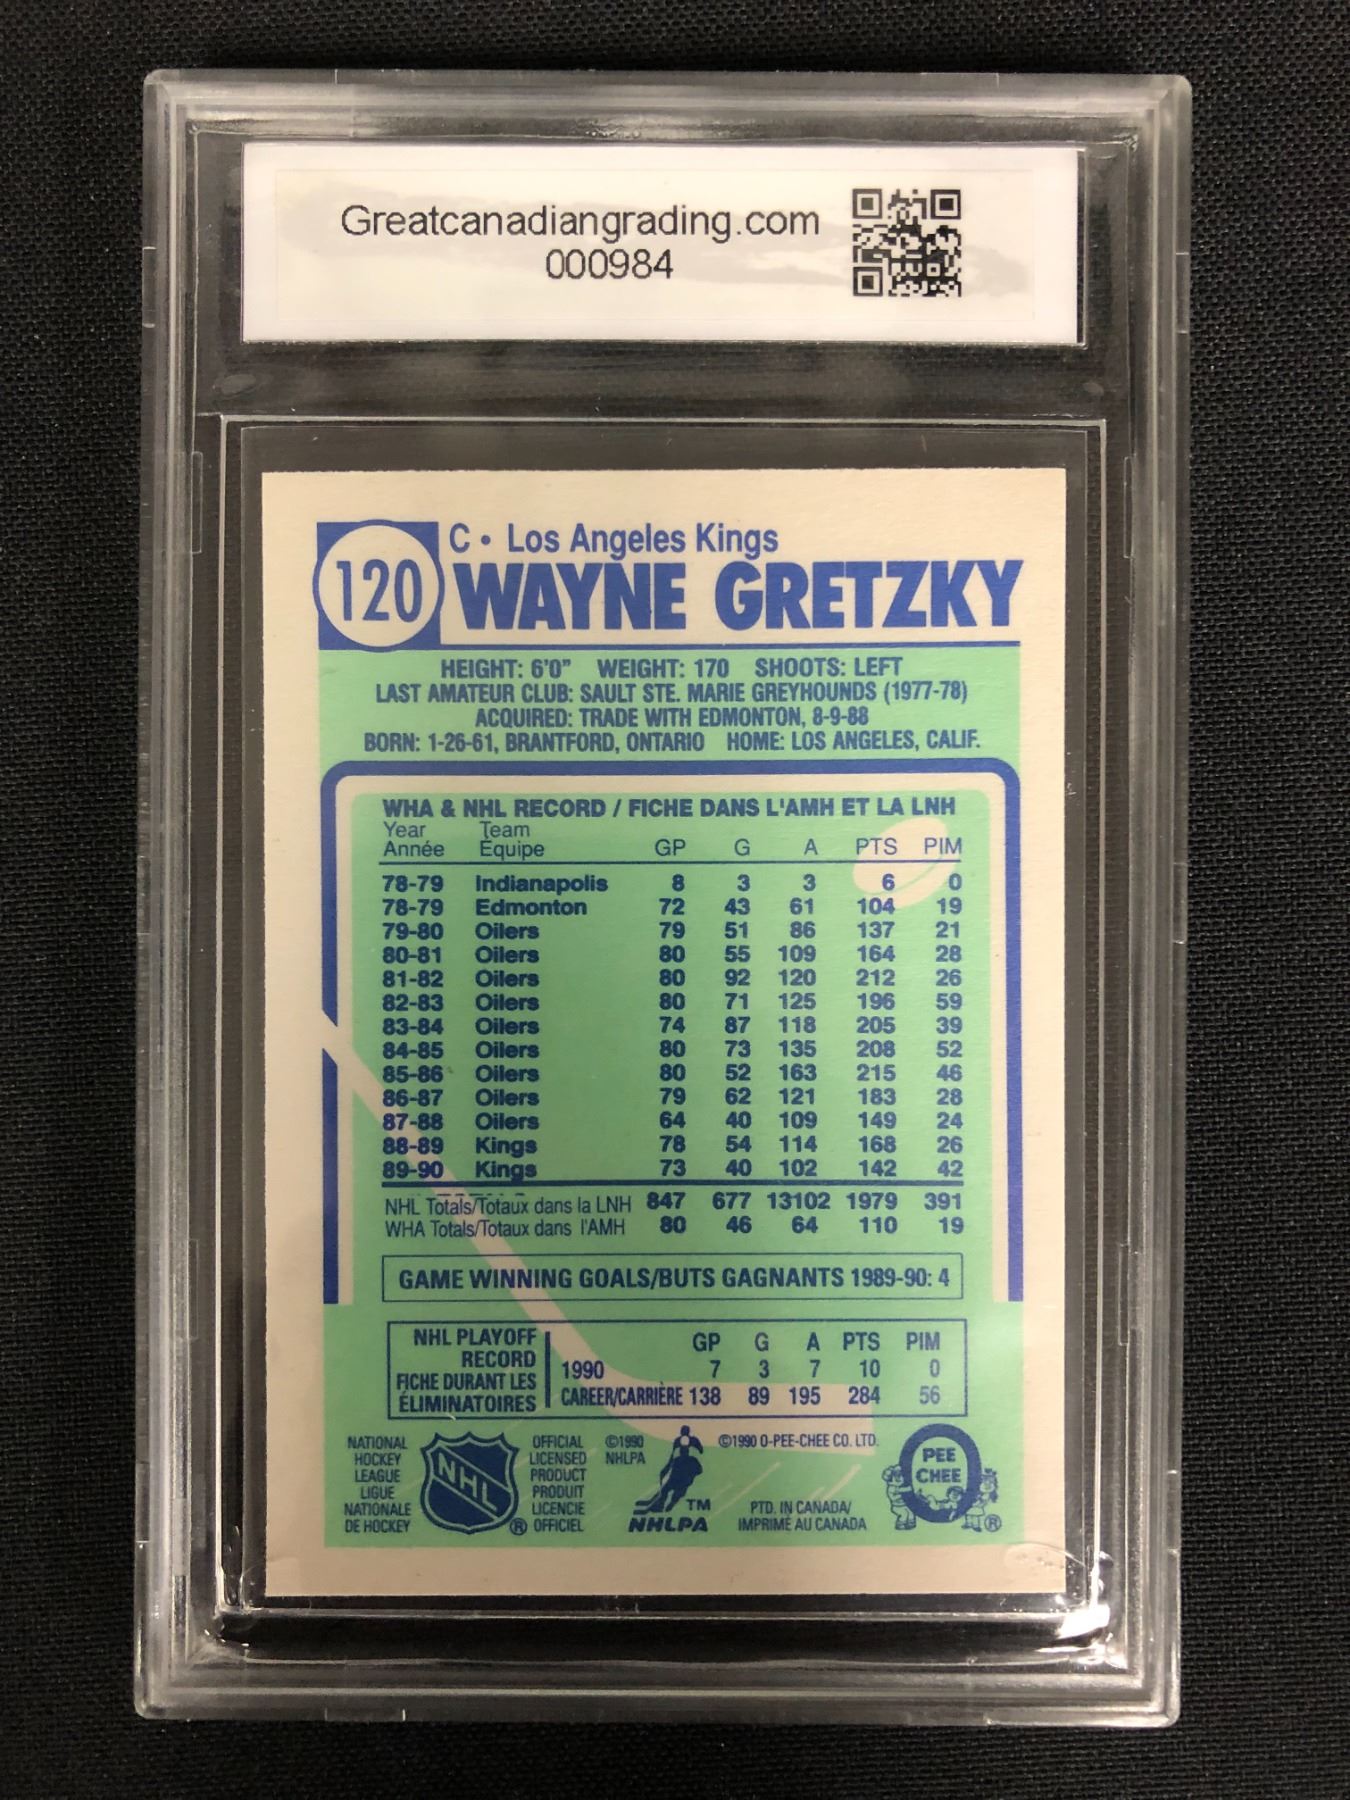 Greatcanadiangrading.com
000984
120
C • Los Angeles Kings
WAYNE GRETZKY
HEIGHT: 6'0" WEIGHT: 170 SHOOTS: LEFT
LAST AMATEUR CLUB: SAULT STE. MARIE GREYHOUNDS (1977-78)
ACQUIRED: TRADE WITH EDMONTON, 8-9-88
BORN: 1-26-61, BRANTFORD, ONTARIO HOME: LOS ANGELES, CALIF.
WHA & NHL RECORD / FICHE DANS L'AMH ET LA LNH
Year Team
Année Équipe GP G A PTS PIM
78-79 Indianapolis 8 3 3 6 0
78-79 Edmonton 72 43 61 104 19
79-80 Oilers 79 51 86 137 21
80-81 Oilers 80 55 109 164 28
81-82 Oilers 80 92 120 212 26
82-83 Oilers 80 71 125 196 59
83-84 Oilers 74 87 118 205 39
84-85 Oilers 80 73 135 208 52
85-86 Oilers 80 52 163 215 46
86-87 Oilers 79 62 121 183 28
87-88 Oilers 64 40 109 149 24
88-89 Kings 78 54 114 168 26
89-90 Kings 73 40 102 142 42
NHL Totals/Totaux dans la LNH 847 677 13102 1979 391
WHA Totals/Totaux dans l'AMH 80 46 64 110 19
GAME WINNING GOALS/BUTS GAGNANTS 1989-90: 4
NHL PLAYOFF
RECORD
FICHE DURANT LES
ÉLIMINATOIRES
GP G A PTS PIM
1990 7 3 7 10 0
CAREER/CARRIÈRE 138 89 195 284 56
NATIONAL
HOCKEY
LEAGUE
LIGUE
NATIONALE
DE HOCKEY
NHL
®
OFFICIAL
LICENSED
PRODUCT
PRODUIT
LICENCIE
OFFICIEL
©1990
NHLPA
TM
NHLPA
©1990 O-PEE-CHEE CO. LTD.
PTD. IN CANADA/
IMPRIMÉ AU CANADA
O
PEE
CHEE
®